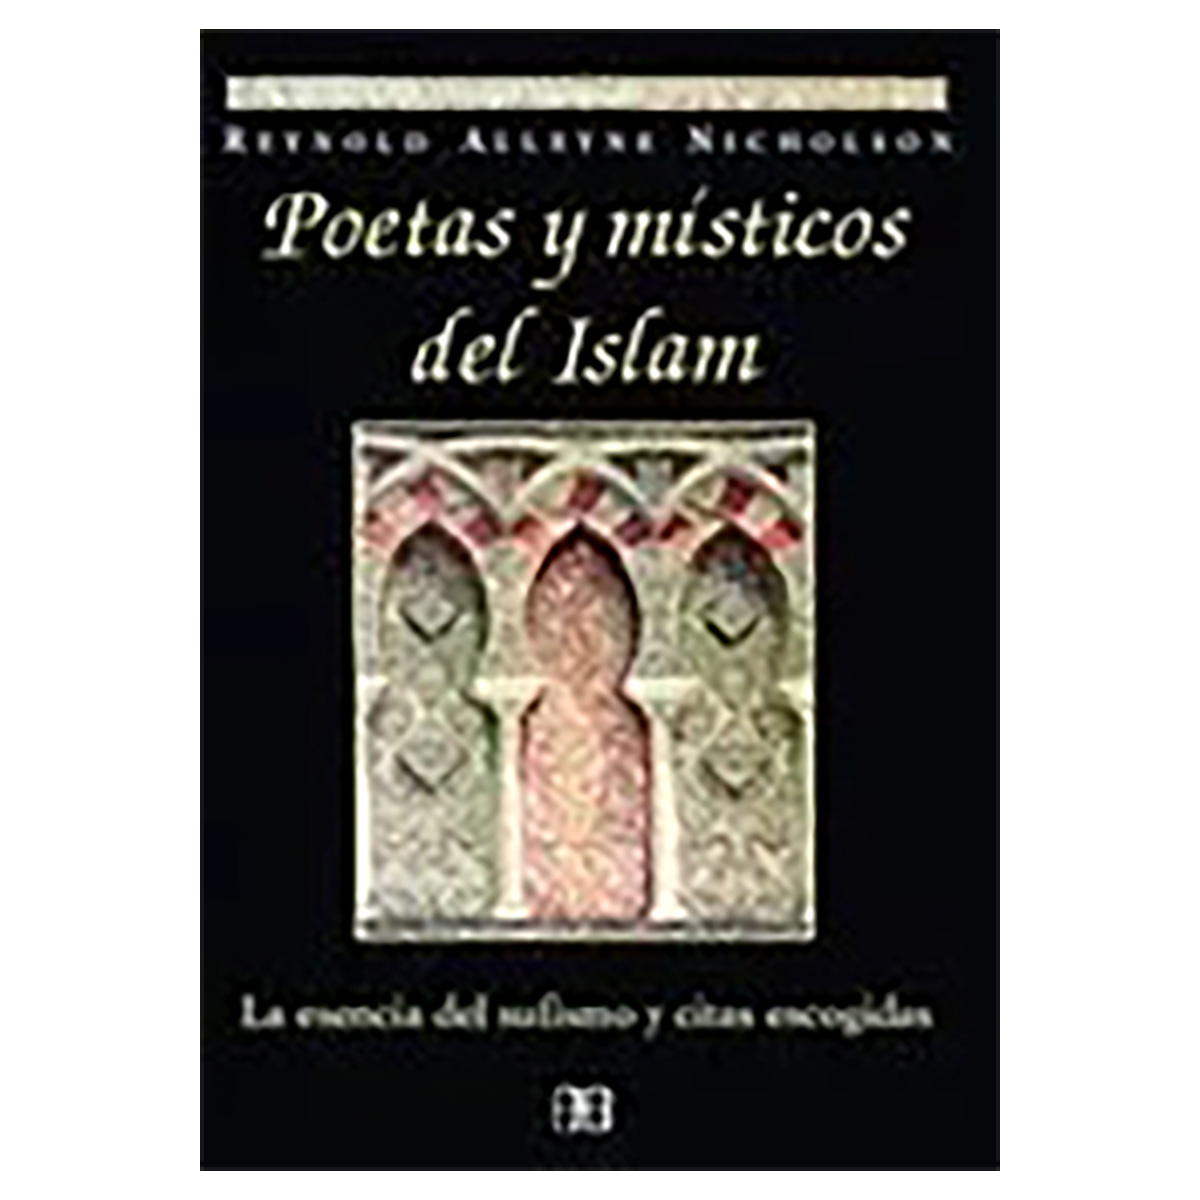 REYNOLD ALLEYNE NICHOLSON
Poetas y místicos
del Islam
La esencia del sufismo y citas escogidas